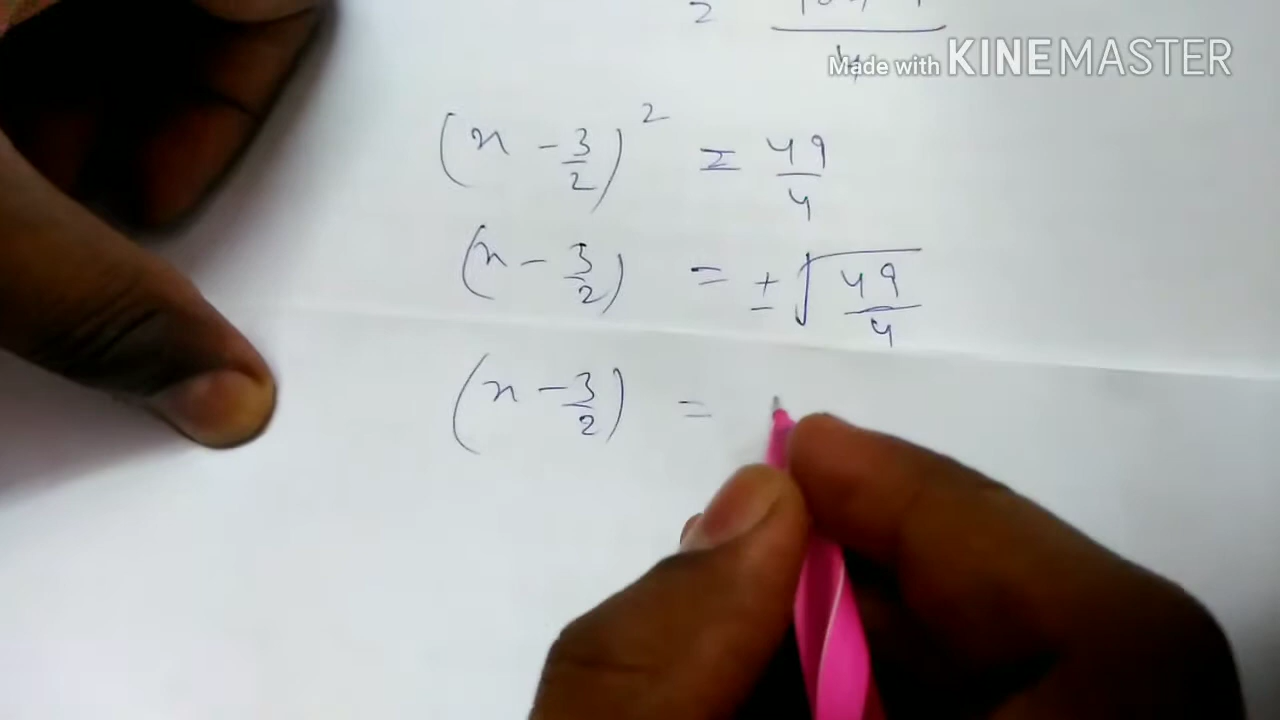 =
Made with KINEMASTER
(x - 3/2)² = 49/4
(x - 3/2) = ± √(49/4)
(x - 3/2) =